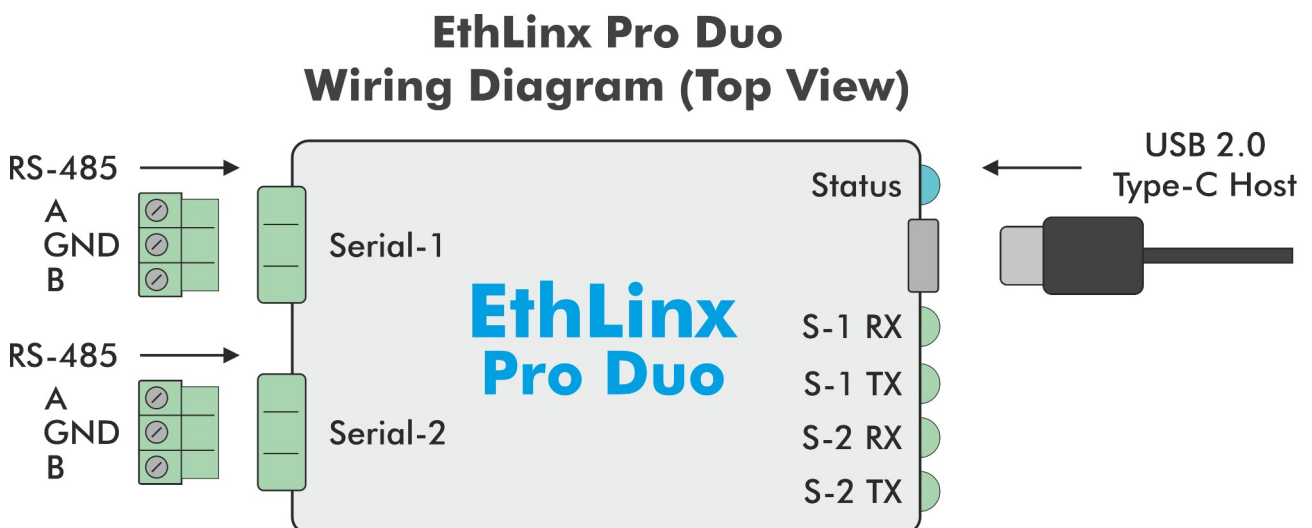 EthLinx Pro Duo
Wiring Diagram (Top View)
RS-485
A
GND
B
Serial-1
RS-485
A
GND
B
Serial-2
EthLinx
Pro Duo
Status
S-1 RX
S-1 TX
S-2 RX
S-2 TX
USB 2.0
Type-C Host